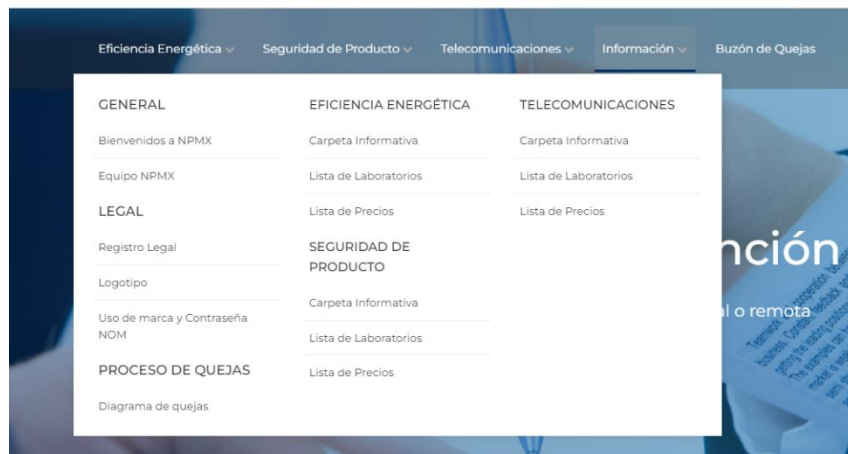 Eficiencia Energética
Seguridad de Producto
Telecomunicaciones
Información
Buzón de Quejas
GENERAL
Bienvenidos a NPMX
Equipo NPMX
LEGAL
Registro Legal
Logotipo
Uso de marca y Contraseña
NOM
PROCESO DE QUEJAS
Diagrama de quejas
EFICIENCIA ENERGÉTICA
Carpeta Informativa
Lista de Laboratorios
Lista de Precios
SEGURIDAD DE
PRODUCTO
Carpeta Informativa
Lista de Laboratorios
Lista de Precios
TELECOMUNICACIONES
Carpeta Informativa
Lista de Laboratorios
Lista de Precios
nción
l o remota